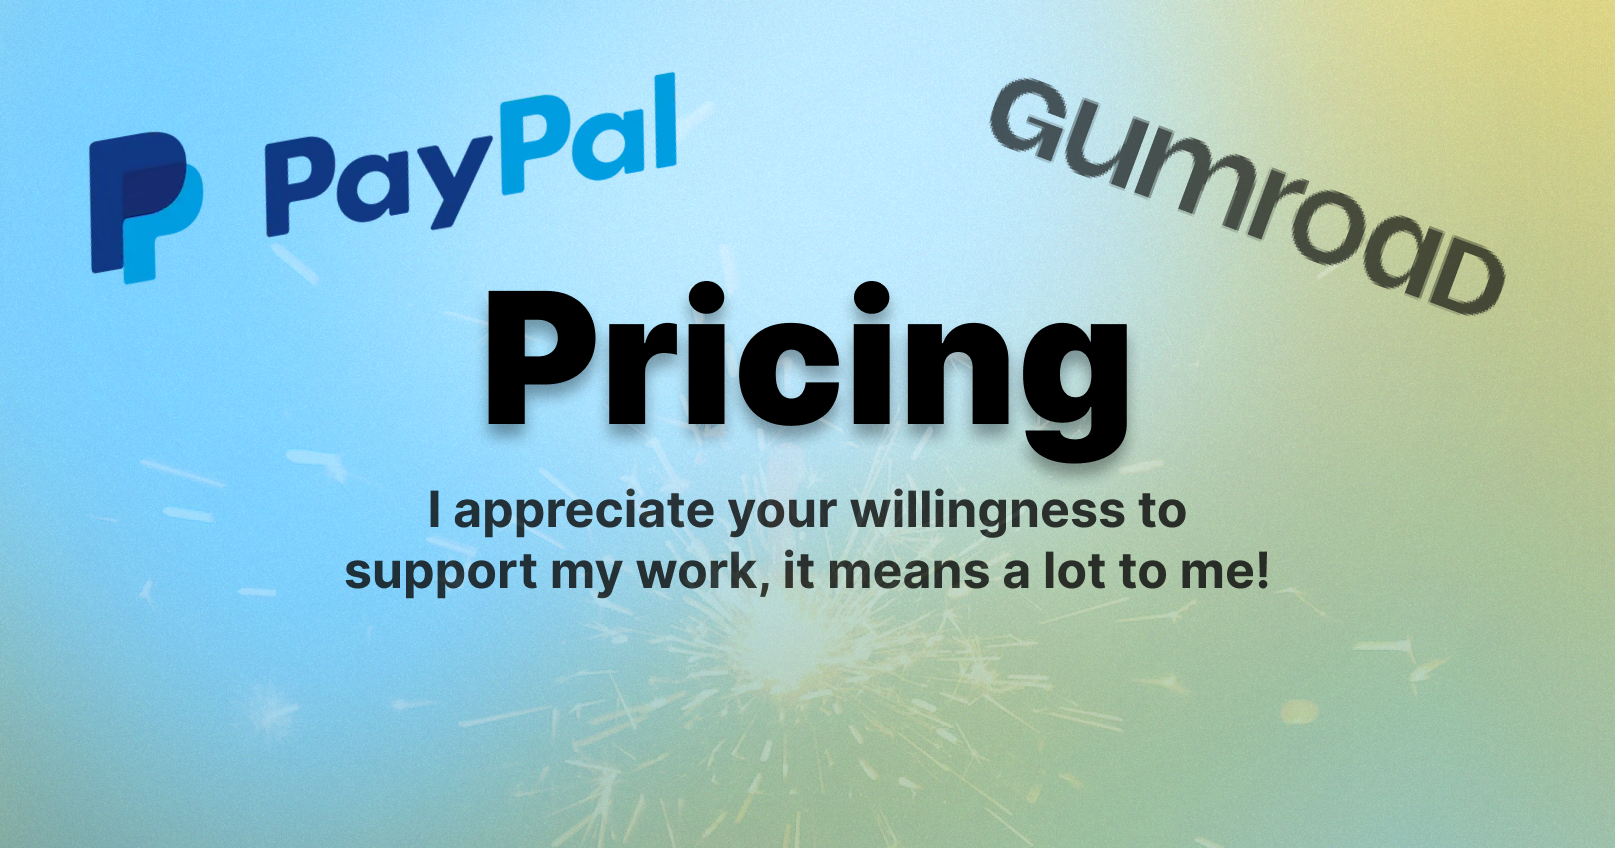 PayPal
GUMROAD
Pricing
I appreciate your willingness to
support my work, it means a lot to me!